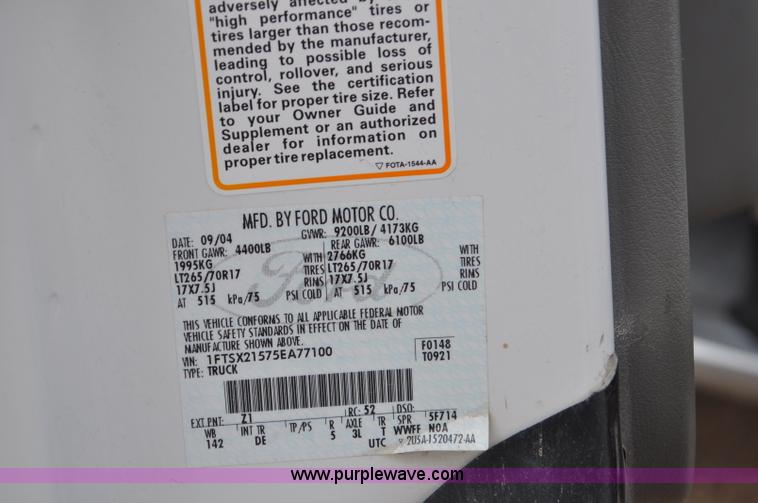 adversely affected by
"high performance" tires or
tires larger than those recom-
mended by the manufacturer,
leading to possible loss of
control, rollover, and serious
injury. See the certification
label for proper tire size. Refer
to your Owner Guide and
Supplement or an authorized
dealer for information on
proper tire replacement.
FOTA-1544-AA
MFD. BY FORD MOTOR CO.
DATE: 09/04 GVWR: 9200LB/ 4173KG
FRONT GAWR: 4400LB REAR GAWR: 6100LB
1995KG WITH 2766KG WITH
LT265/70R17 TIRES LT265/70R17 TIRES
17X7.5J RIMS 17X7.5J RIMS
AT 515 kPa/75 PSI COLD AT 515 kPa/75 PSI COLD
Ford
THIS VEHICLE CONFORMS TO ALL APPLICABLE FEDERAL MOTOR
VEHICLE SAFETY STANDARDS IN EFFECT ON THE DATE OF
MANUFACTURE SHOWN ABOVE.
VIN: 1FTSX21575EA77100 F0148
TYPE: TRUCK T0921
EXT PNT: Z1 RC: 52 DSO:
WB INT TR TP/PS R AXLE TR SPR 5F714
142 DE 5 3L T WWFF NOA
UTC 2U5A-1520472-AA
www.purplewave.com